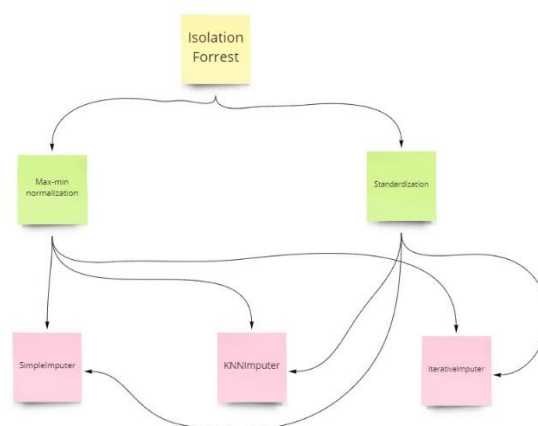 Isolation
Forrest
Max-min
normalization
Standardization
SimpleImputer
KNNImputer
IterativeImputer